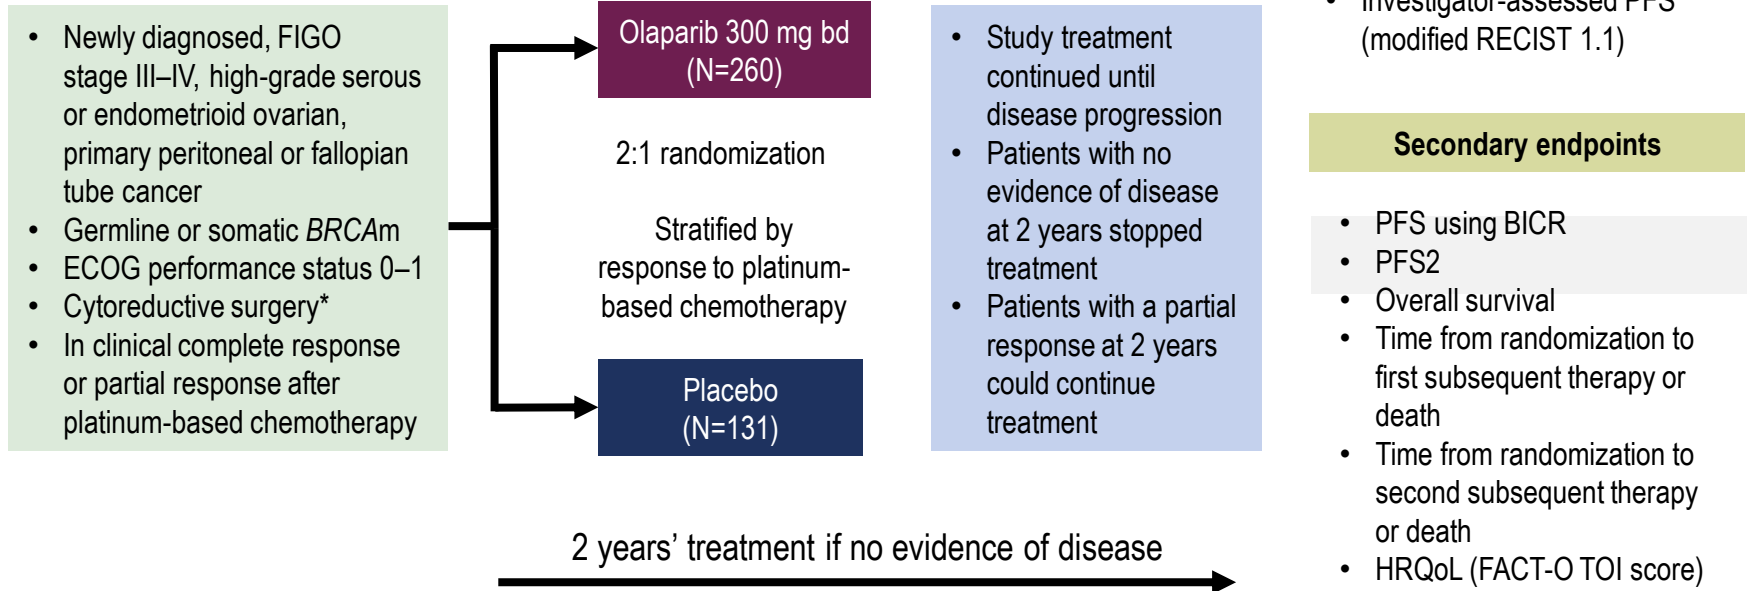 • Newly diagnosed, FIGO
stage III–IV, high-grade serous
or endometrioid ovarian,
primary peritoneal or fallopian
tube cancer
• Germline or somatic BRCAm
• ECOG performance status 0–1
• Cytoreductive surgery*
• In clinical complete response
or partial response after
platinum-based chemotherapy
Olaparib 300 mg bd
(N=260)
2:1 randomization
Stratified by
response to platinum-
based chemotherapy
Placebo
(N=131)
• Study treatment
continued until
disease progression
• Patients with no
evidence of disease
at 2 years stopped
treatment
• Patients with a partial
response at 2 years
could continue
treatment
2 years’ treatment if no evidence of disease
• Investigator-assessed PFS
(modified RECIST 1.1)
Secondary endpoints
• PFS using BICR
• PFS2
• Overall survival
• Time from randomization to
first subsequent therapy or
death
• Time from randomization to
second subsequent therapy
or death
• HRQoL (FACT-O TOI score)